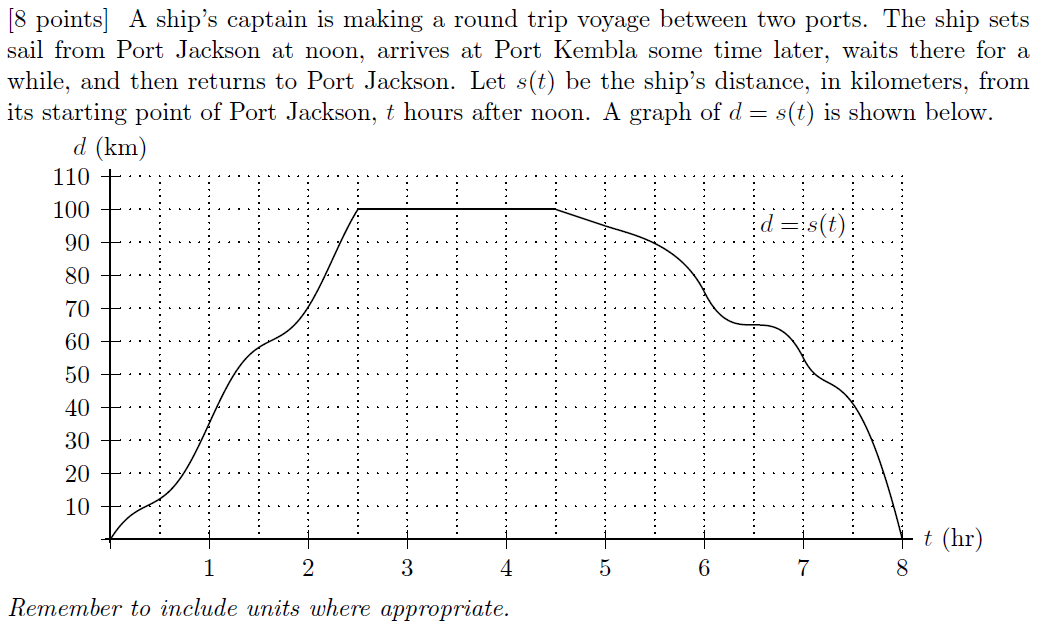 [8 points] A ship's captain is making a round trip voyage between two ports. The ship sets
sail from Port Jackson at noon, arrives at Port Kembla some time later, waits there for a
while, and then returns to Port Jackson. Let s(t) be the ship's distance, in kilometers, from
its starting point of Port Jackson, t hours after noon. A graph of d = s(t) is shown below.
d (km)
110
100
d = s(t)
90
80
70
60
50
40
30
20
10
t (hr)
1 2 3 4 5 6 7 8
Remember to include units where appropriate.